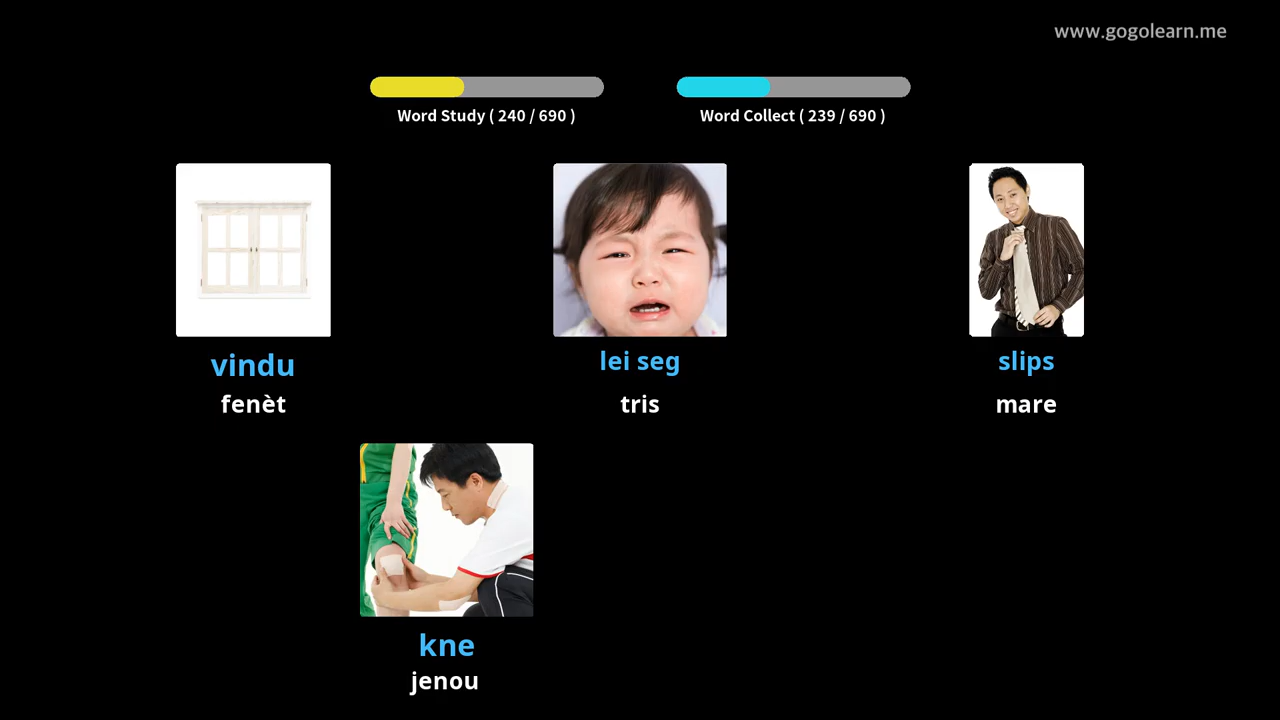 www.gogolearn.me
Word Study ( 240 / 690 )
Word Collect ( 239 / 690 )
vindu
fenèt
lei seg
tris
slips
mare
kne
jenou